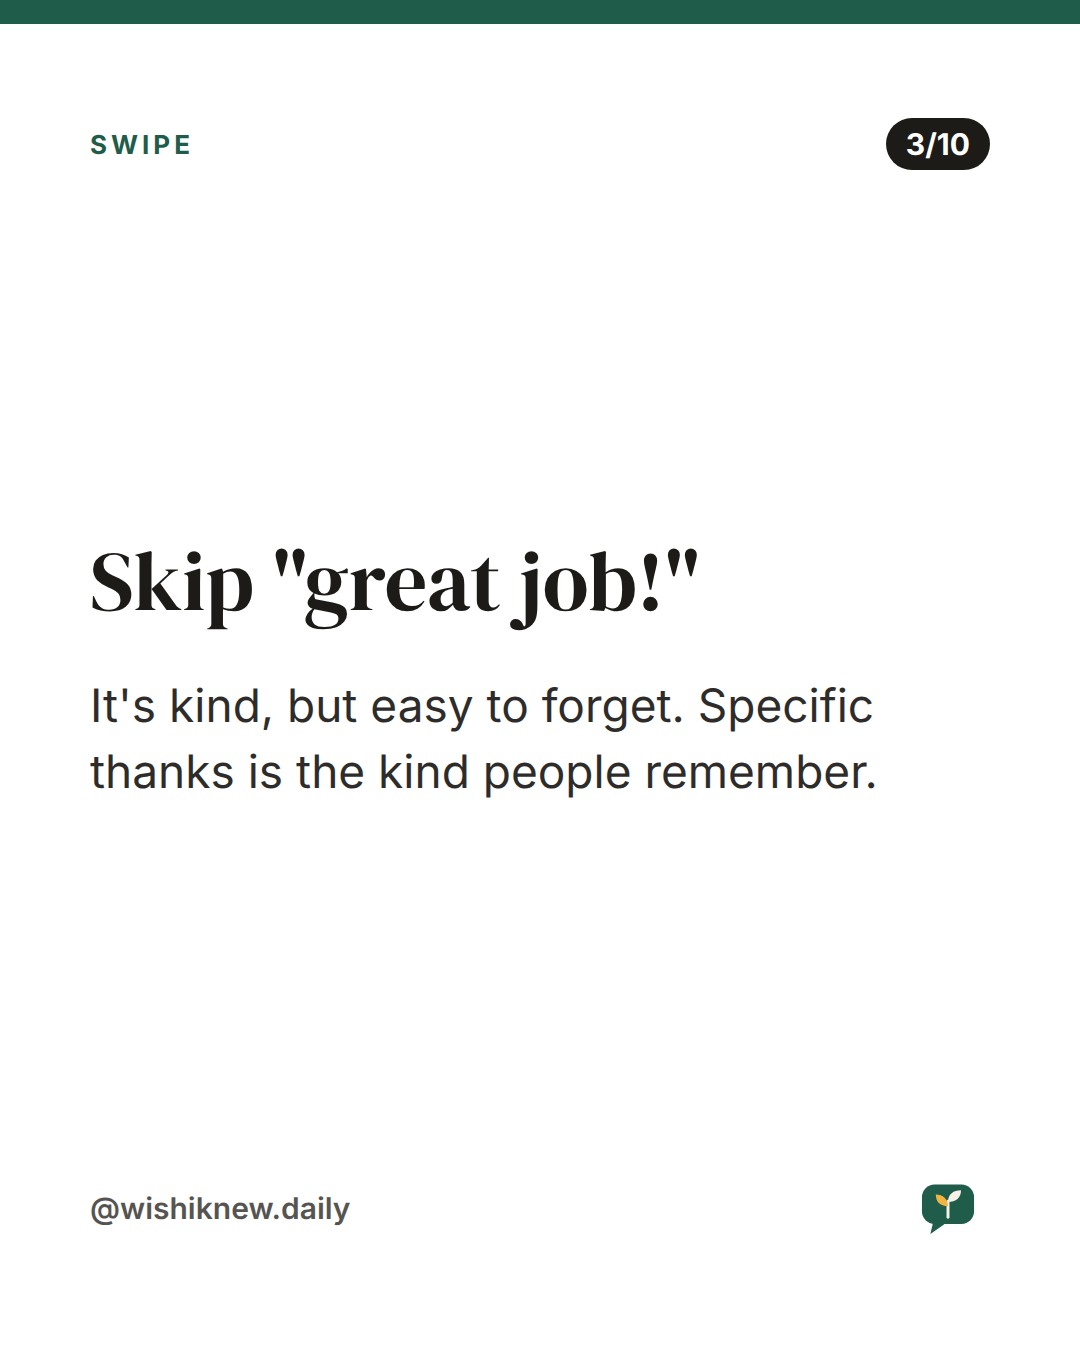 SWIPE
3/10
Skip "great job!"
It's kind, but easy to forget. Specific
thanks is the kind people remember.
@wishiknew.daily